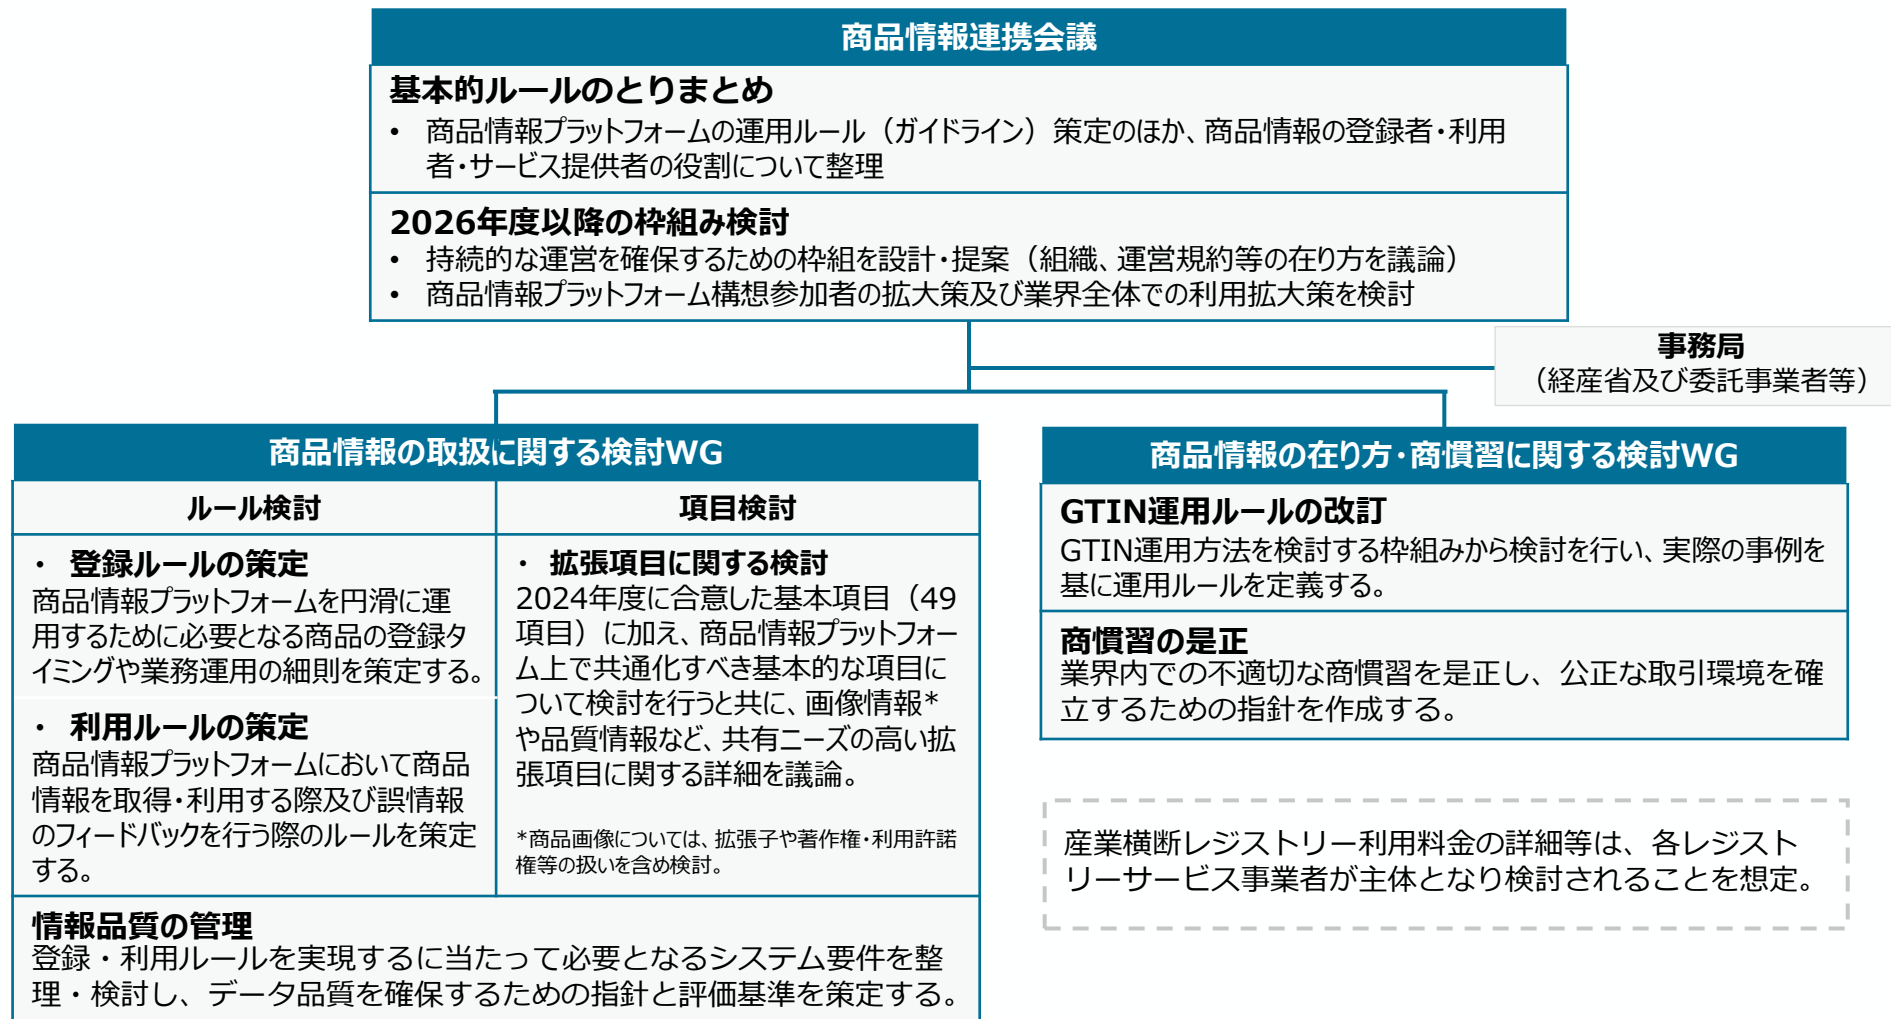 商品情報連携会議
基本的ルールのとりまとめ
• 商品情報プラットフォームの運用ルール（ガイドライン）策定のほか、商品情報の登録者・利用
者・サービス提供者の役割について整理
2026年度以降の枠組み検討
• 持続的な運営を確保するための枠組を設計・提案（組織、運営規約等の在り方を議論）
• 商品情報プラットフォーム構想参加者の拡大策及び業界全体での利用拡大策を検討
事務局
（経産省及び委託事業者等）
商品情報の取扱に関する検討WG
ルール検討
・ 登録ルールの策定
商品情報プラットフォームを円滑に運
用するために必要となる商品の登録タ
イミングや業務運用の細則を策定する。
・ 利用ルールの策定
商品情報プラットフォームにおいて商品
情報を取得・利用する際及び誤情報
のフィードバックを行う際のルールを策定
する。
項目検討
・ 拡張項目に関する検討
2024年度に合意した基本項目（49
項目）に加え、商品情報プラットフォー
ム上で共通化すべき基本的な項目に
ついて検討を行うと共に、画像情報*
や品質情報など、共有ニーズの高い拡
張項目に関する詳細を議論。
*商品画像については、拡張子や著作権・利用許諾
権等の扱いを含め検討。
情報品質の管理
登録・利用ルールを実現するに当たって必要となるシステム要件を整
理・検討し、データ品質を確保するための指針と評価基準を策定する。
商品情報の在り方・商慣習に関する検討WG
GTIN運用ルールの改訂
GTIN運用方法を検討する枠組みから検討を行い、実際の事例を
基に運用ルールを定義する。
商慣習の是正
業界内での不適切な商慣習を是正し、公正な取引環境を確
立するための指針を作成する。
産業横断レジストリー利用料金の詳細等は、各レジスト
リーサービス事業者が主体となり検討されることを想定。